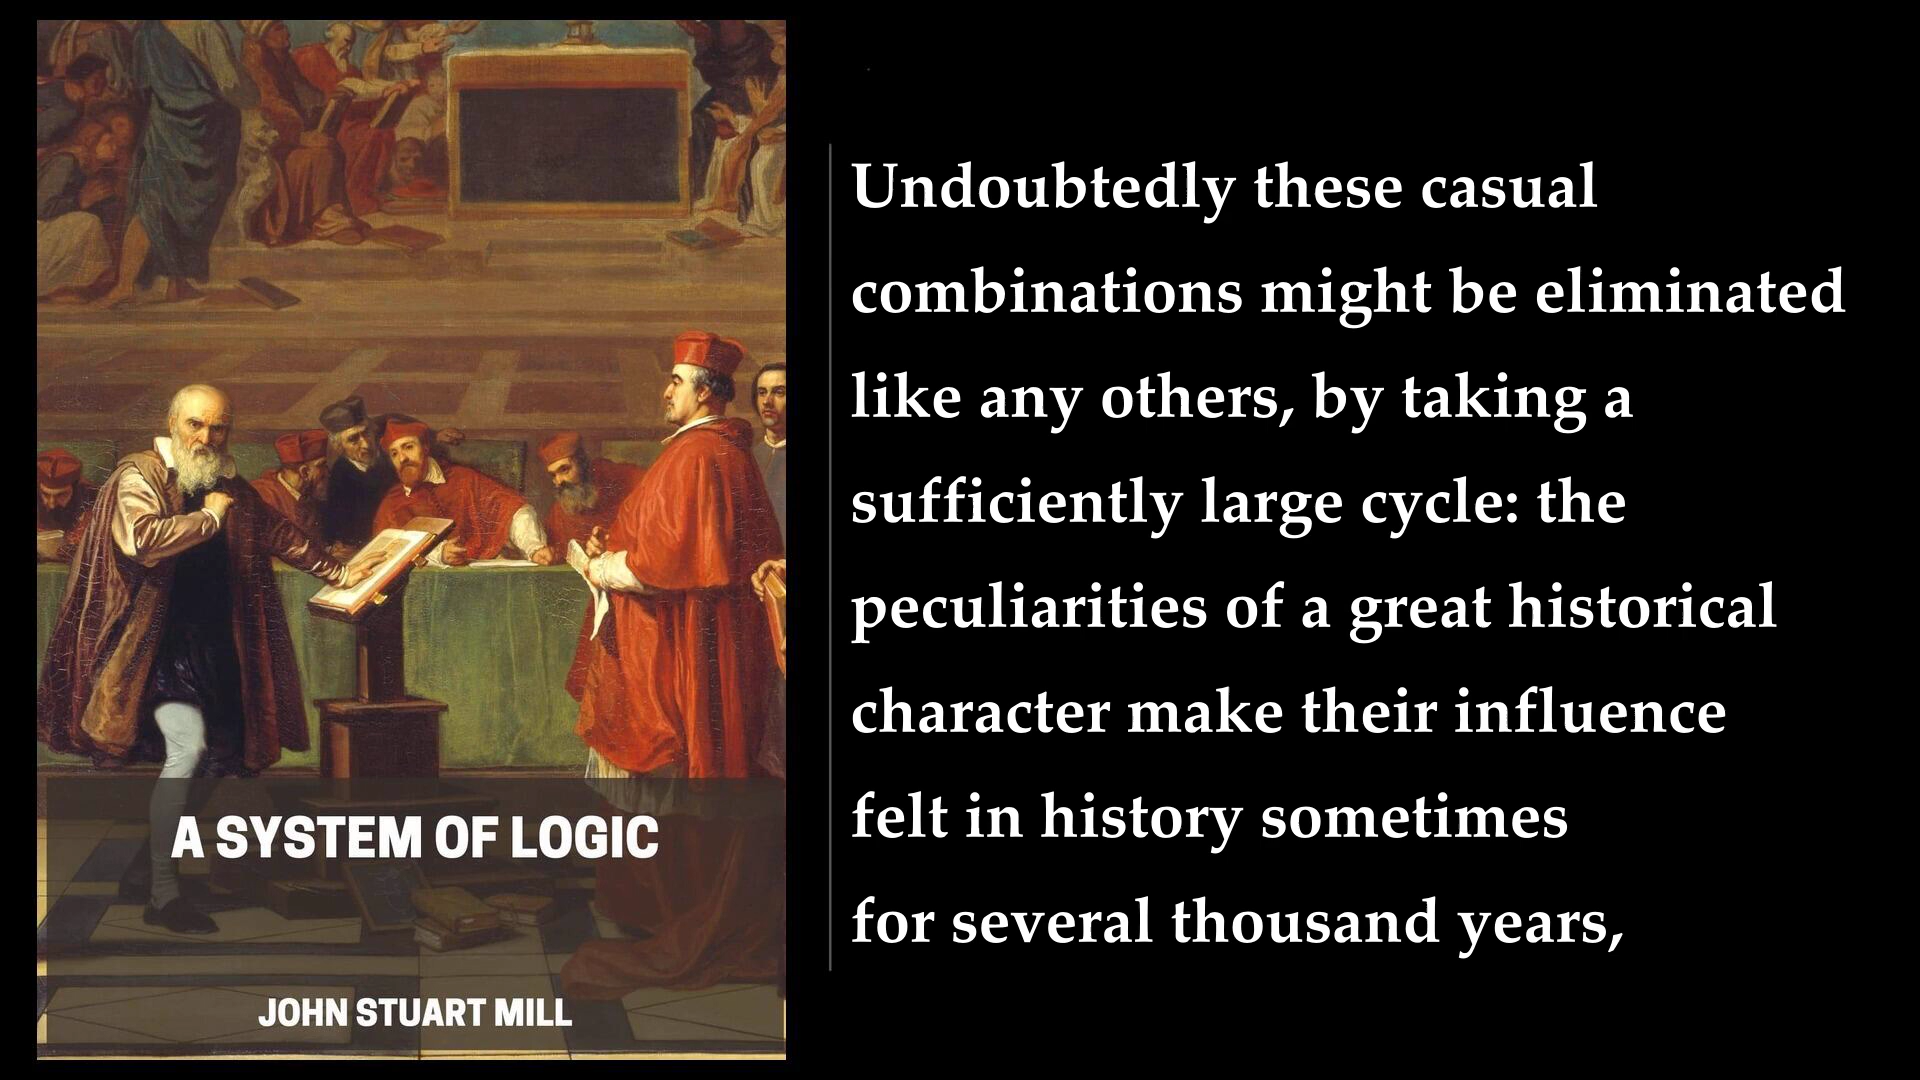 A SYSTEM OF LOGIC
JOHN STUART MILL
Undoubtedly these casual
combinations might be eliminated
like any others, by taking a
sufficiently large cycle: the
peculiarities of a great historical
character make their influence
felt in history sometimes
for several thousand years,